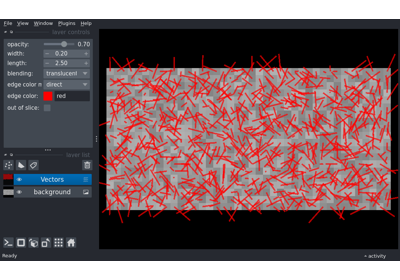 File View Window Plugins Help
layer controls
opacity: 0.70
width: 0.20
length: 2.50
blending: translucent
edge color m direct
edge color: red
out of slice:
layer list
Vectors
background
Ready
activity